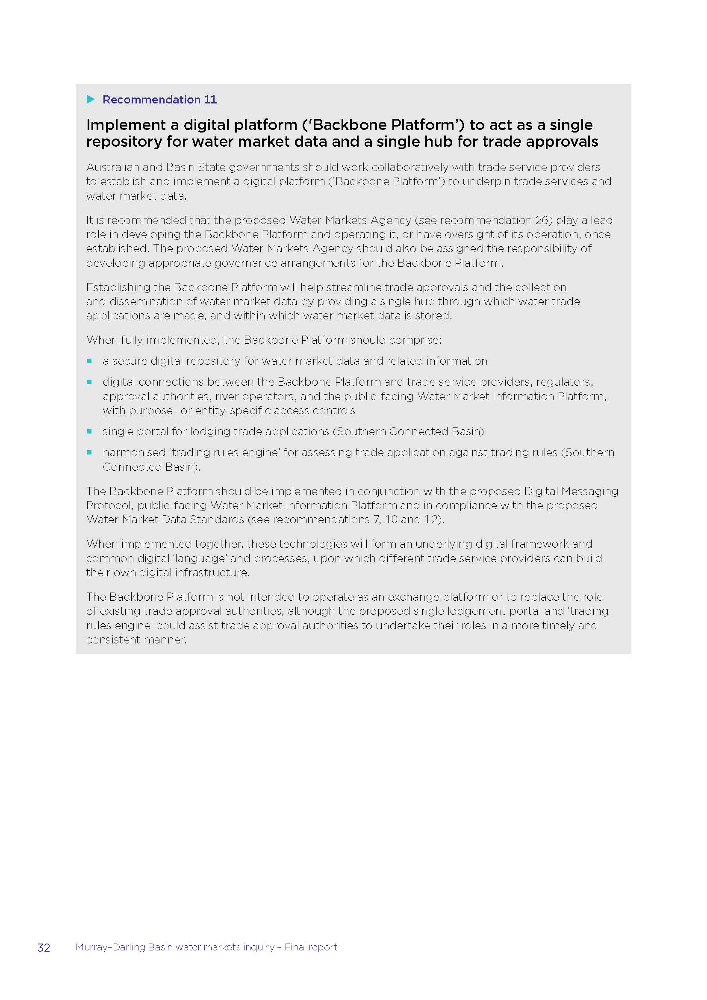 Recommendation 11
Implement a digital platform (‘Backbone Platform’) to act as a single
repository for water market data and a single hub for trade approvals
Australian and Basin State governments should work collaboratively with trade service providers
to establish and implement a digital platform (‘Backbone Platform’) to underpin trade services and
water market data.
It is recommended that the proposed Water Markets Agency (see recommendation 26) play a lead
role in developing the Backbone Platform and operating it, or have oversight of its operation, once
established. The proposed Water Markets Agency should also be assigned the responsibility of
developing appropriate governance arrangements for the Backbone Platform.
Establishing the Backbone Platform will help streamline trade approvals and the collection
and dissemination of water market data by providing a single hub through which water trade
applications are made, and within which water market data is stored.
When fully implemented, the Backbone Platform should comprise:
a secure digital repository for water market data and related information
digital connections between the Backbone Platform and trade service providers, regulators,
approval authorities, river operators, and the public-facing Water Market Information Platform,
with purpose- or entity-specific access controls
single portal for lodging trade applications (Southern Connected Basin)
harmonised ‘trading rules engine’ for assessing trade application against trading rules (Southern
Connected Basin).
The Backbone Platform should be implemented in conjunction with the proposed Digital Messaging
Protocol, public-facing Water Market Information Platform and in compliance with the proposed
Water Market Data Standards (see recommendations 7, 10 and 12).
When implemented together, these technologies will form an underlying digital framework and
common digital ‘language’ and processes, upon which different trade service providers can build
their own digital infrastructure.
The Backbone Platform is not intended to operate as an exchange platform or to replace the role
of existing trade approval authorities, although the proposed single lodgement portal and ‘trading
rules engine’ could assist trade approval authorities to undertake their roles in a more timely and
consistent manner.
32 Murray–Darling Basin water markets inquiry – Final report